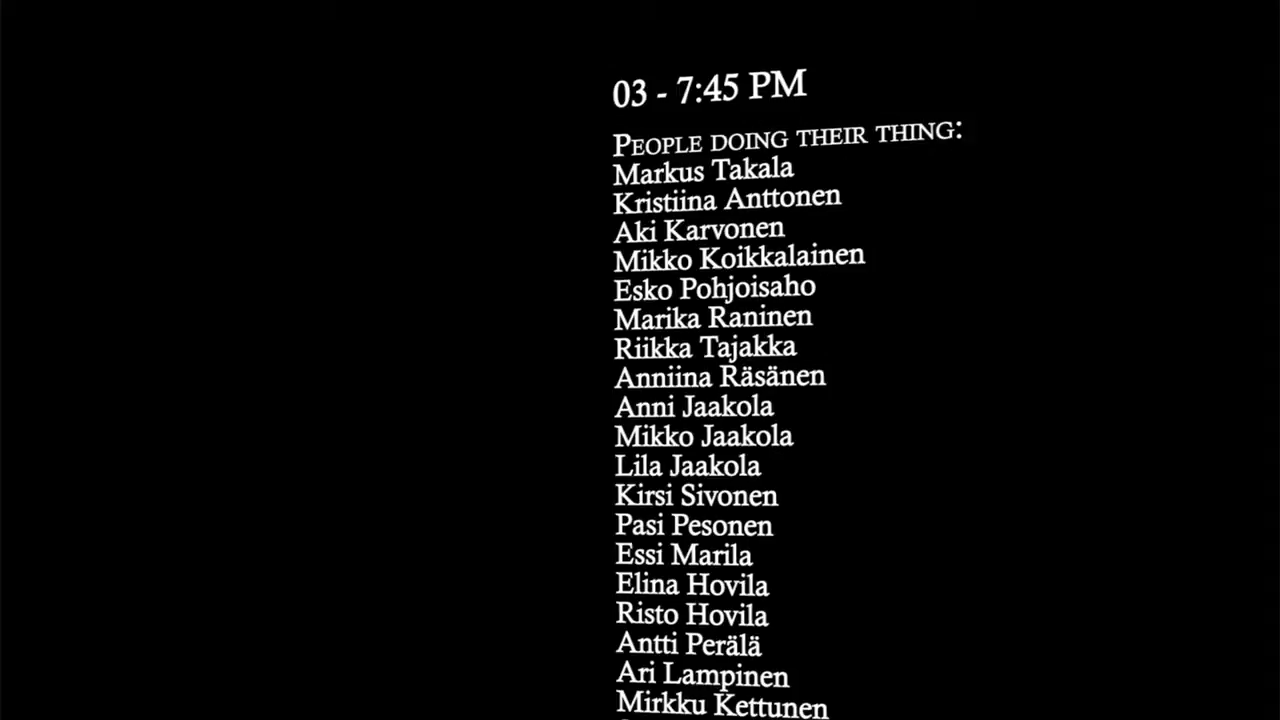 03 - 7:45 PM
People doing their thing:
Markus Takala
Kristiina Anttonen
Aki Karvonen
Mikko Koikkalainen
Esko Pohjoisaho
Marika Raninen
Riikka Tajakka
Anniina Räsänen
Anni Jaakola
Mikko Jaakola
Lila Jaakola
Kirsi Sivonen
Pasi Pesonen
Essi Marila
Elina Hovila
Risto Hovila
Antti Perälä
Ari Lampinen
Mirkku Kettunen